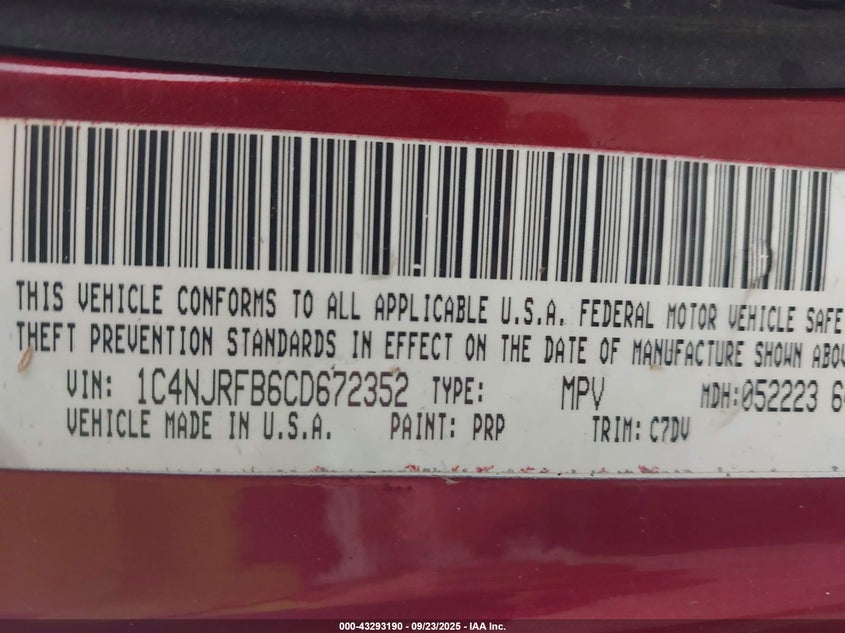 THIS VEHICLE CONFORMS TO ALL APPLICABLE U.S.A. FEDERAL MOTOR VEHICLE SAFE
THEFT PREVENTION STANDARDS IN EFFECT ON THE DATE OF MANUFACTURE SHOWN ABOV
VIN: 1C4NJRFB6CD672352 TYPE: MPV MDH:052223 6
VEHICLE MADE IN U.S.A. PAINT: PRP TRIM: C7DV
000-43293190 - 09/23/2025 - IAA Inc.